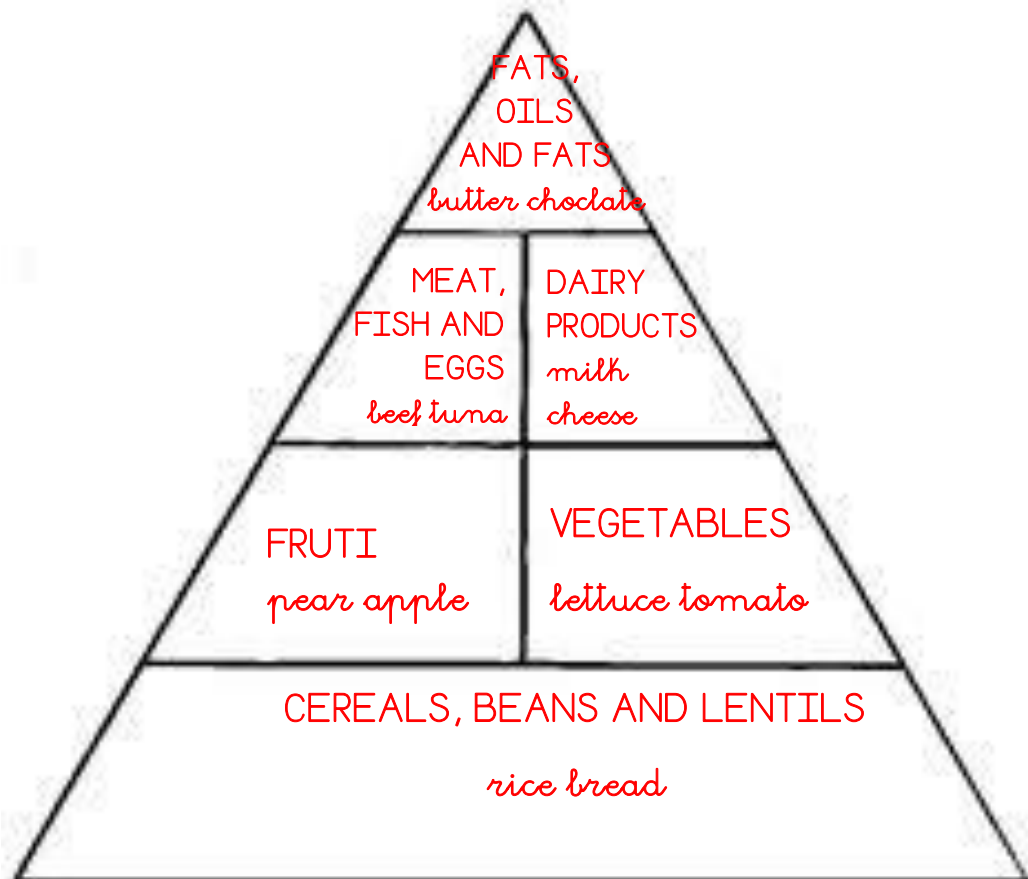 FATS,
OILS
AND FATS
butter choclate
MEAT,
FISH AND
EGGS
beef tuna
DAIRY
PRODUCTS
milk
cheese
FRUTI
pear apple
VEGETABLES
lettuce tomato
CEREALS, BEANS AND LENTILS
rice bread